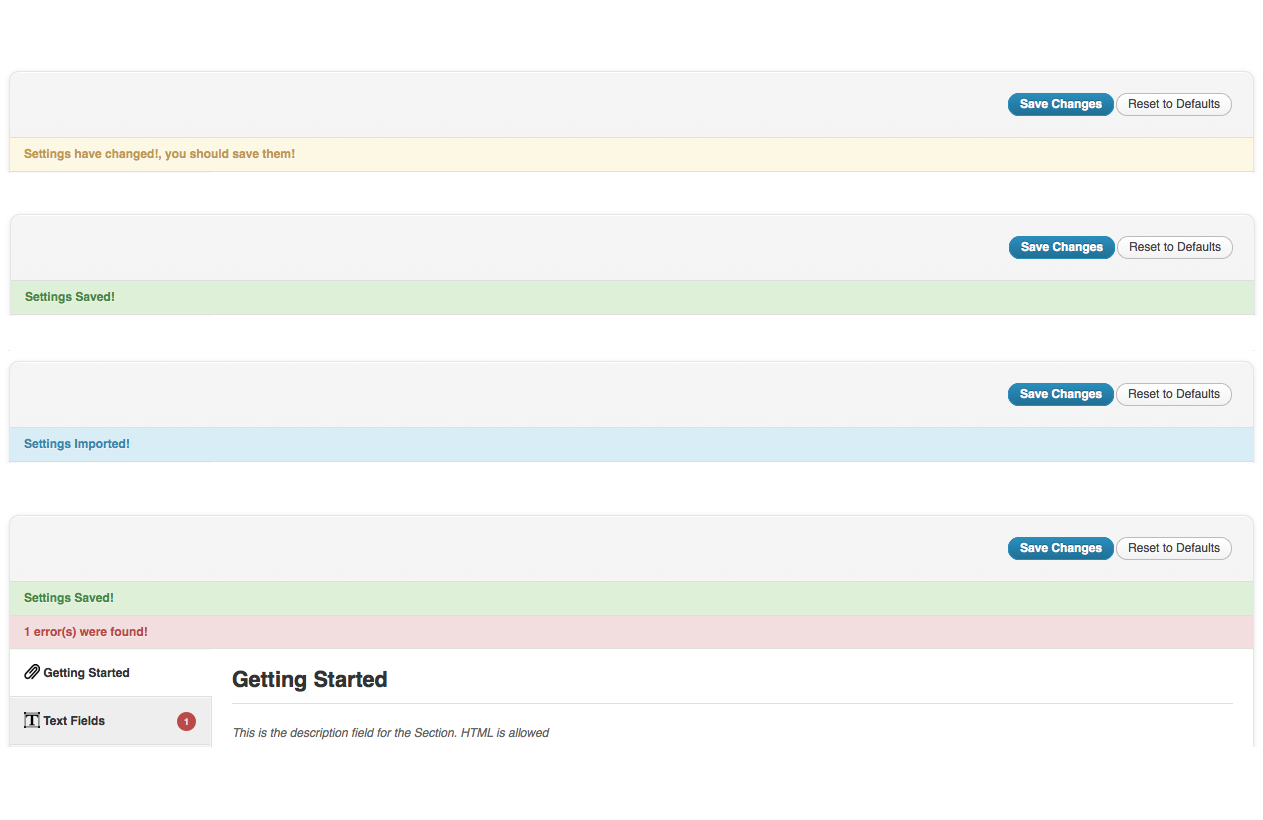 Save Changes Reset to Defaults
Settings have changed!, you should save them!
Save Changes Reset to Defaults
Settings Saved!
Save Changes Reset to Defaults
Settings Imported!
Save Changes Reset to Defaults
Settings Saved!
1 error(s) were found!
Getting Started
Getting Started
Text Fields 1
This is the description field for the Section. HTML is allowed